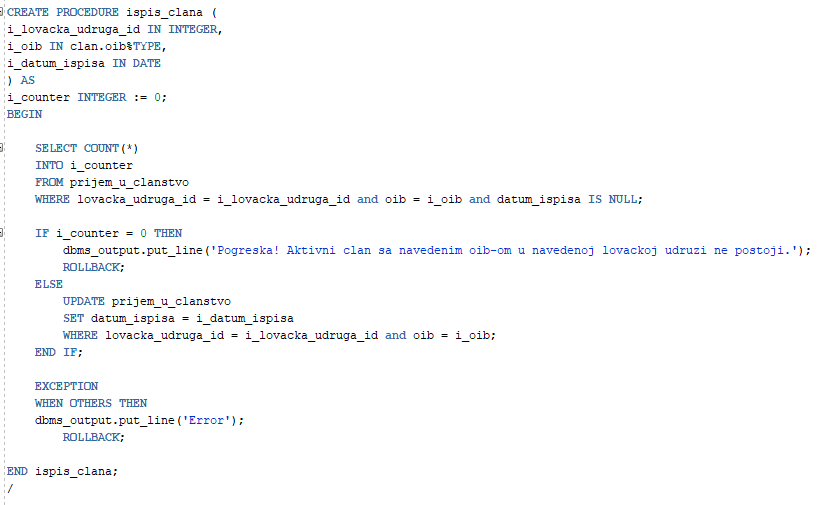 CREATE PROCEDURE ispis_clana (
i_lovacka_udruga_id IN INTEGER,
i_oib IN clan.oib%TYPE,
i_datum_ispisa IN DATE
) AS
i_counter INTEGER := 0;
BEGIN
SELECT COUNT(*)
INTO i_counter
FROM prijem_u_clanstvo
WHERE lovacka_udruga_id = i_lovacka_udruga_id and oib = i_oib and datum_ispisa IS NULL;
IF i_counter = 0 THEN
dbms_output.put_line('Pogreska! Aktivni clan sa navedenim oib-om u navedenoj lovackoj udruzi ne postoji.');
ROLLBACK;
ELSE
UPDATE prijem_u_clanstvo
SET datum_ispisa = i_datum_ispisa
WHERE lovacka_udruga_id = i_lovacka_udruga_id and oib = i_oib;
END IF;
EXCEPTION
WHEN OTHERS THEN
dbms_output.put_line('Error');
ROLLBACK;
END ispis_clana;
/